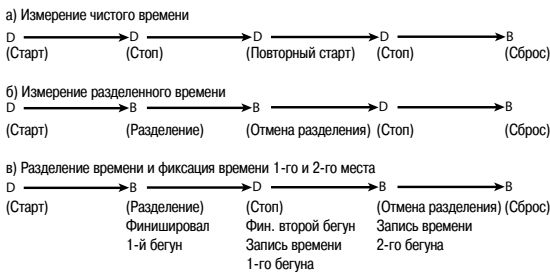 а) Измерение чистого времени
D D D D B
(Старт) (Стоп) (Повторный старт) (Стоп) (Сброс)
б) Измерение разделенного времени
D B B D B
(Старт) (Разделение) (Отмена разделения) (Стоп) (Сброс)
в) Разделение времени и фиксация времени 1-го и 2-го места
D B D B B
(Старт) (Разделение) (Стоп) (Отмена разделения) (Сброс)
Финишировал Фин. второй бегун Запись времени
1-й бегун Запись времени 2-го бегуна
1-го бегуна